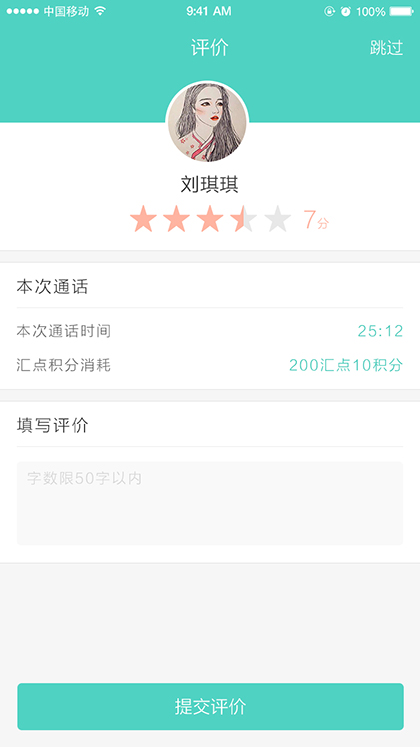 中国移动 9:41 AM 100%
评价 跳过
刘琪琪
7分
本次通话
本次通话时间 25:12
汇点积分消耗 200汇点10积分
填写评价
字数限50字以内
提交评价